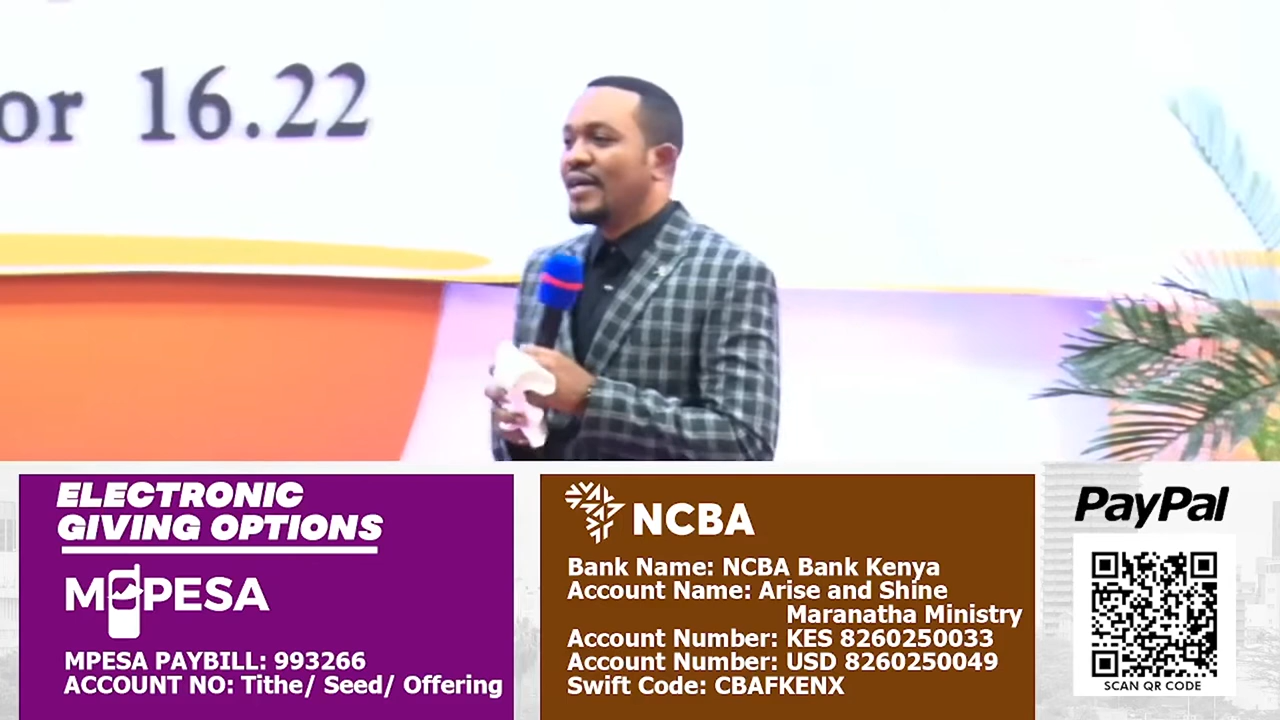 or 16.22
ELECTRONIC
GIVING OPTIONS
M-PESA
MPESA PAYBILL: 993266
ACCOUNT NO: Tithe/ Seed/ Offering
NCBA
Bank Name: NCBA Bank Kenya
Account Name: Arise and Shine
Maranatha Ministry
Account Number: KES 8260250033
Account Number: USD 8260250049
Swift Code: CBAFKENX
PayPal
SCAN QR CODE